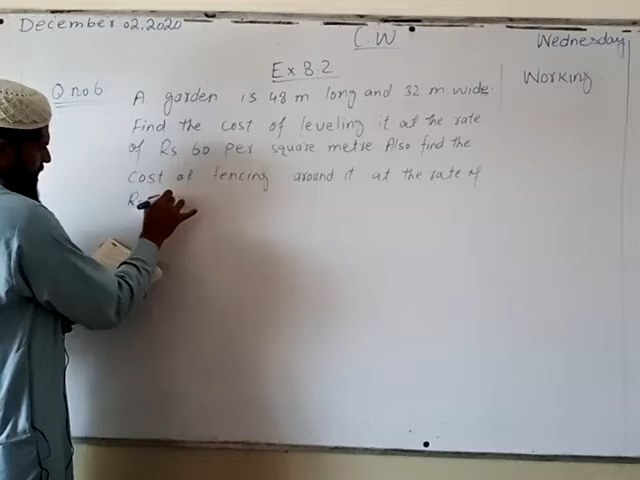 December 02, 2020
C.W
Wednesday
Ex 8.2
Working
Q no 6
A garden is 48 m long and 32 m wide.
Find the cost of leveling it at the rate
of Rs 60 per square metre Also find the
cost of fencing around it at the rate of